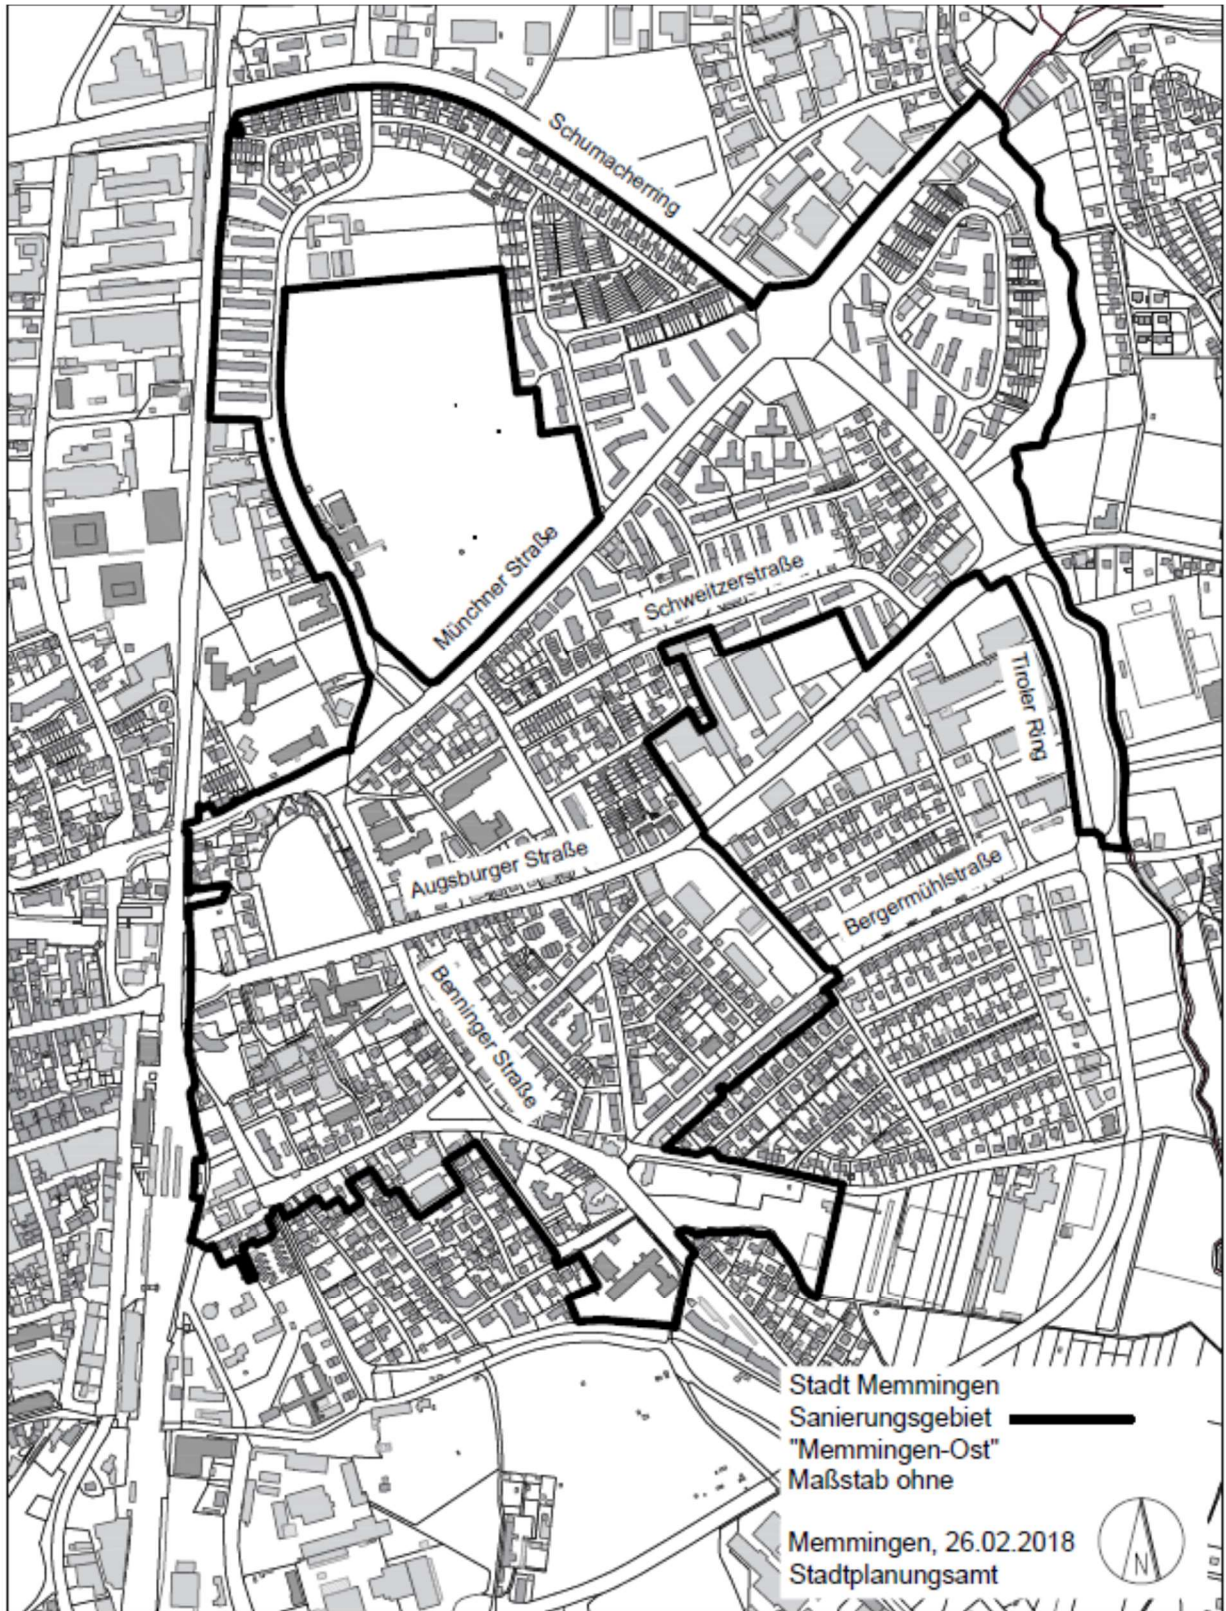 Schumacherring
Münchner Straße
Schweitzerstraße
Tiroler Ring
Augsburger Straße
Bergermühlstraße
Benninger Straße
Stadt Memmingen
Sanierungsgebiet
"Memmingen-Ost"
Maßstab ohne
Memmingen, 26.02.2018
Stadtplanungsamt
N